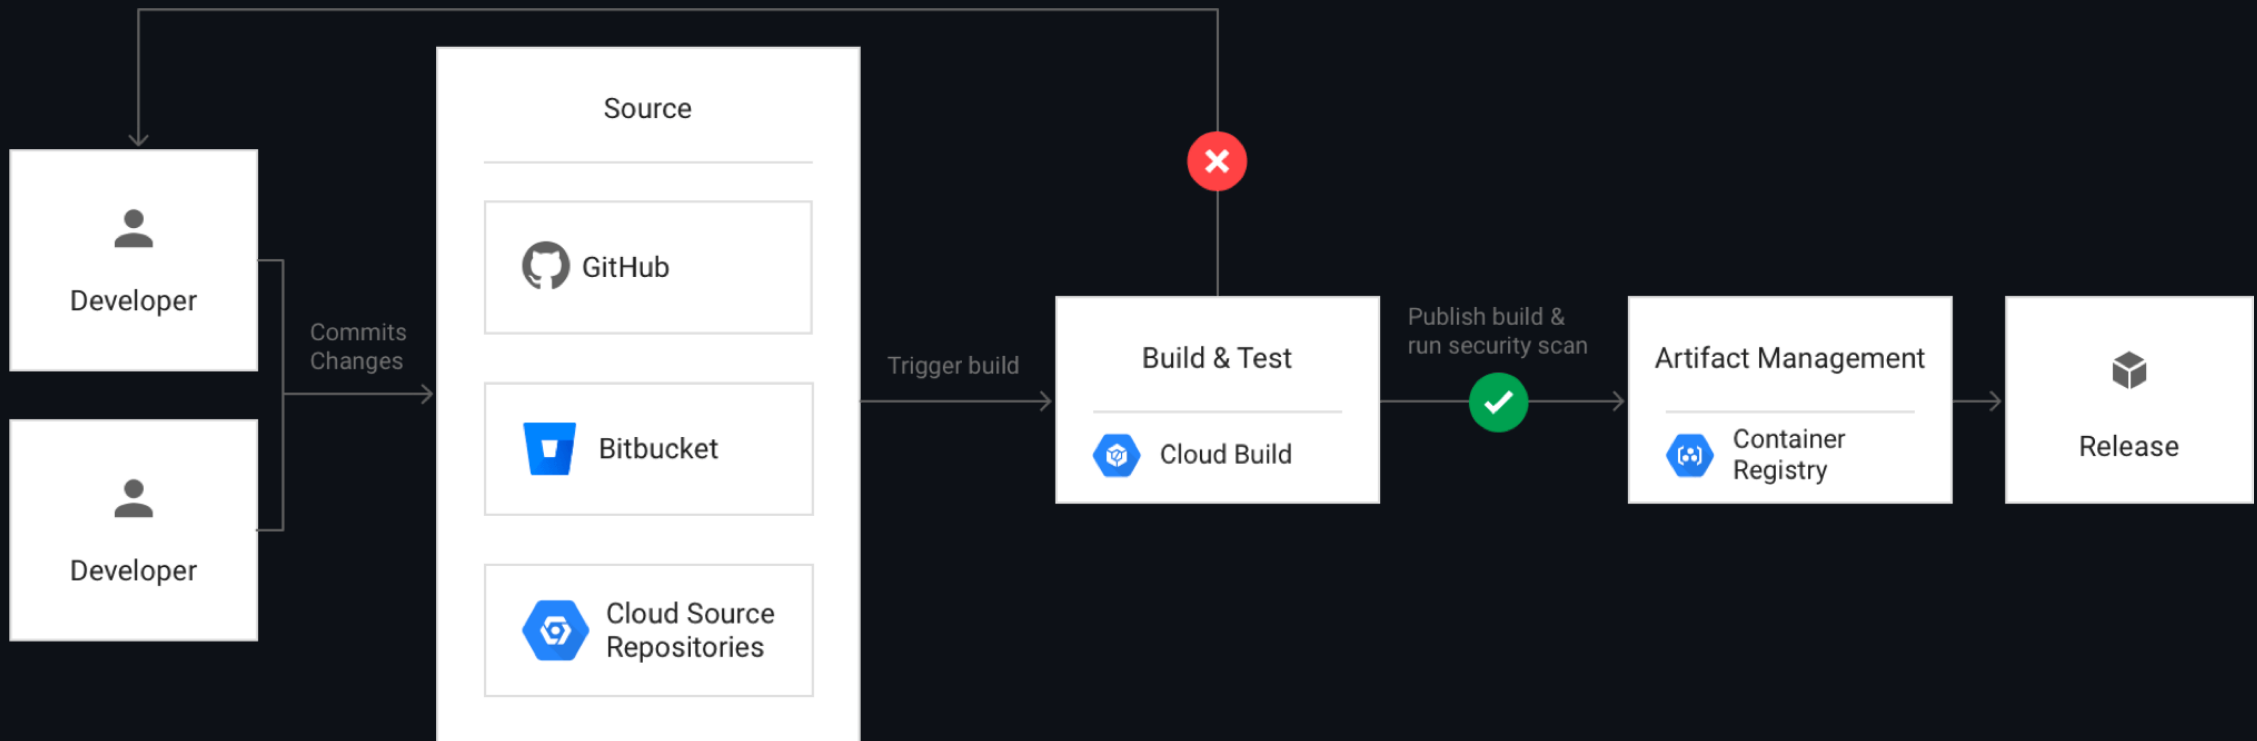 Developer
Developer
Commits
Changes
Source
GitHub
Bitbucket
Cloud Source
Repositories
Trigger build
Build & Test
Cloud Build
Publish build &
run security scan
Artifact Management
Container
Registry
Release